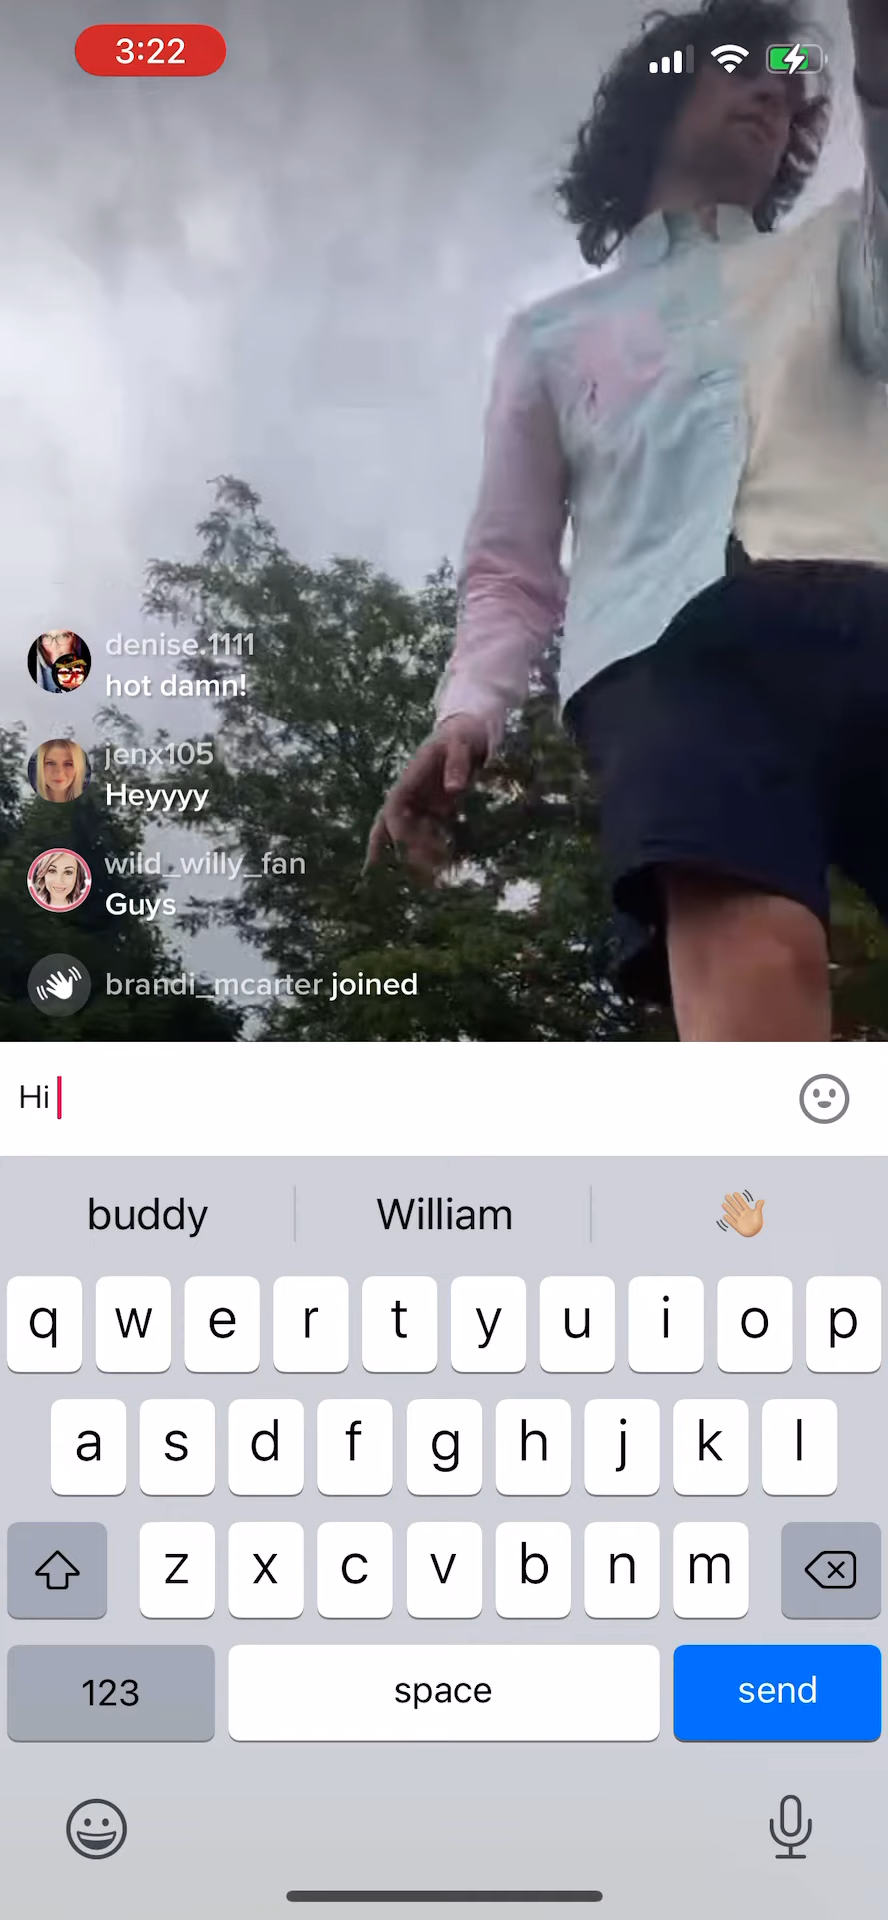 3:22
denise.1111
hot damn!
jenx105
Heyyyy
wild_willy_fan
Guys
brandi_mcarter joined
Hi
buddy William 👋🏼
q w e r t y u i o p
a s d f g h j k l
z x c v b n m
123 space send